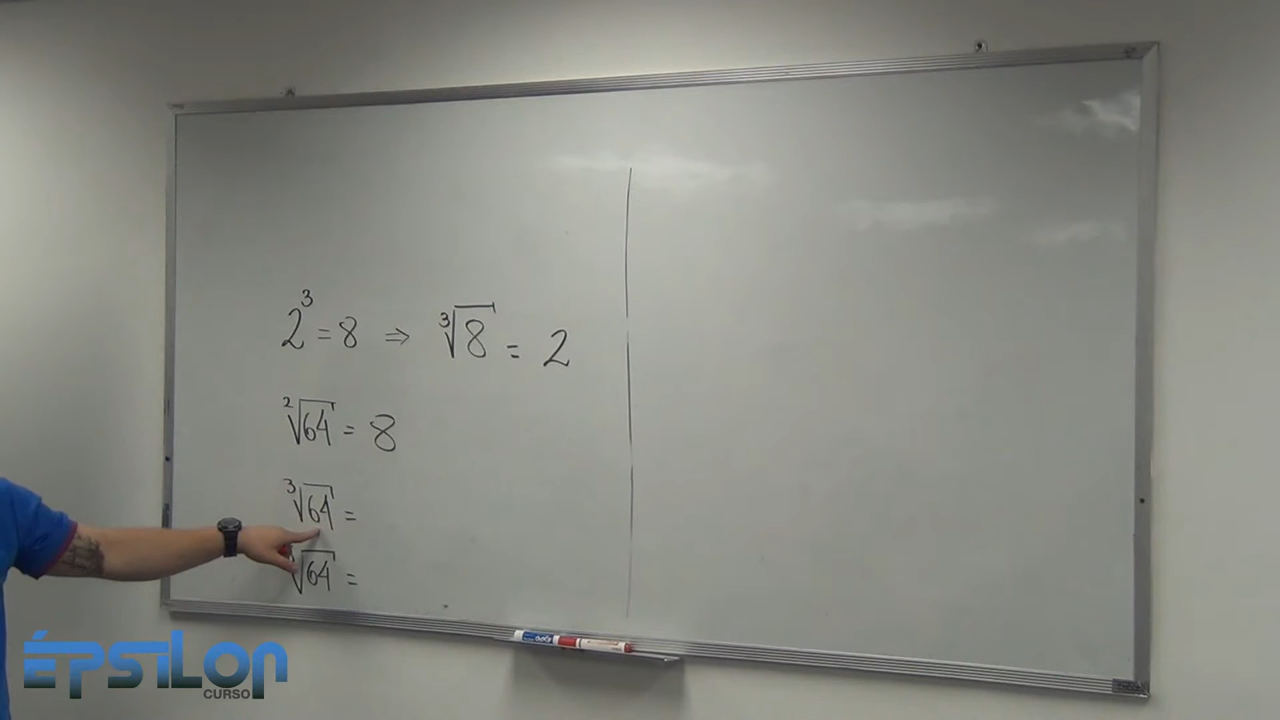 2³ = 8 ⇒ ³√8 = 2
²√64 = 8
³√64 =
√64 =
ÉPSILON
CURSO